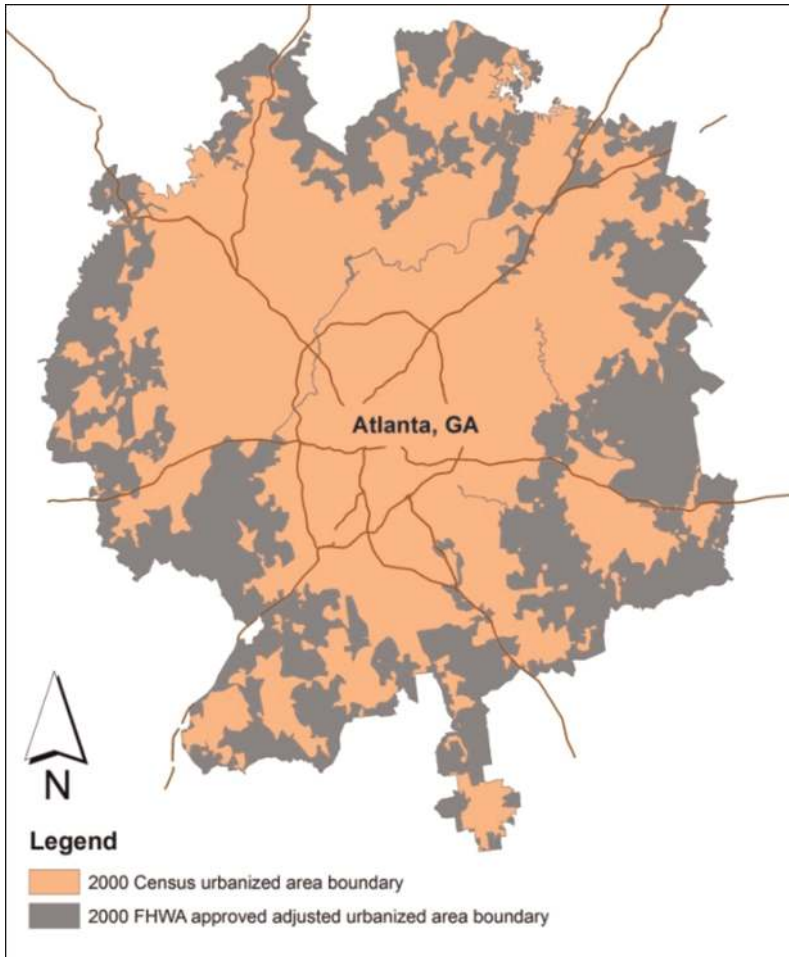 Atlanta, GA
N
Legend
2000 Census urbanized area boundary
2000 FHWA approved adjusted urbanized area boundary